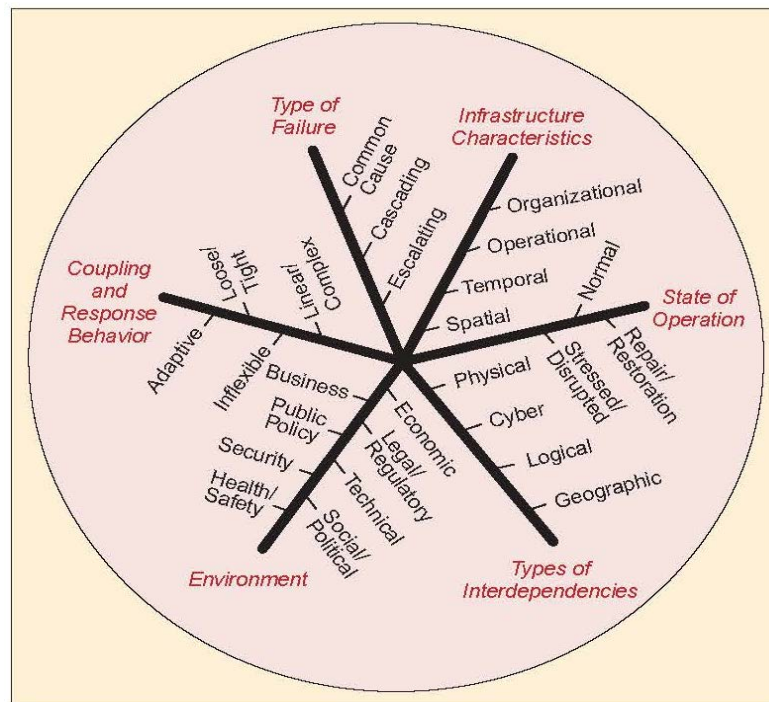 Type of
Failure
Common
Cause
Cascading
Escalating
Infrastructure
Characteristics
Organizational
Operational
Temporal
Spatial
State of
Operation
Normal
Stressed/
Disrupted
Repair/
Restoration
Types of
Interdependencies
Physical
Cyber
Logical
Geographic
Environment
Economic
Legal/
Regulatory
Technical
Social/
Political
Business
Public
Policy
Security
Health/
Safety
Coupling
and
Response
Behavior
Adaptive
Loose/
Tight
Inflexible
Linear/
Complex